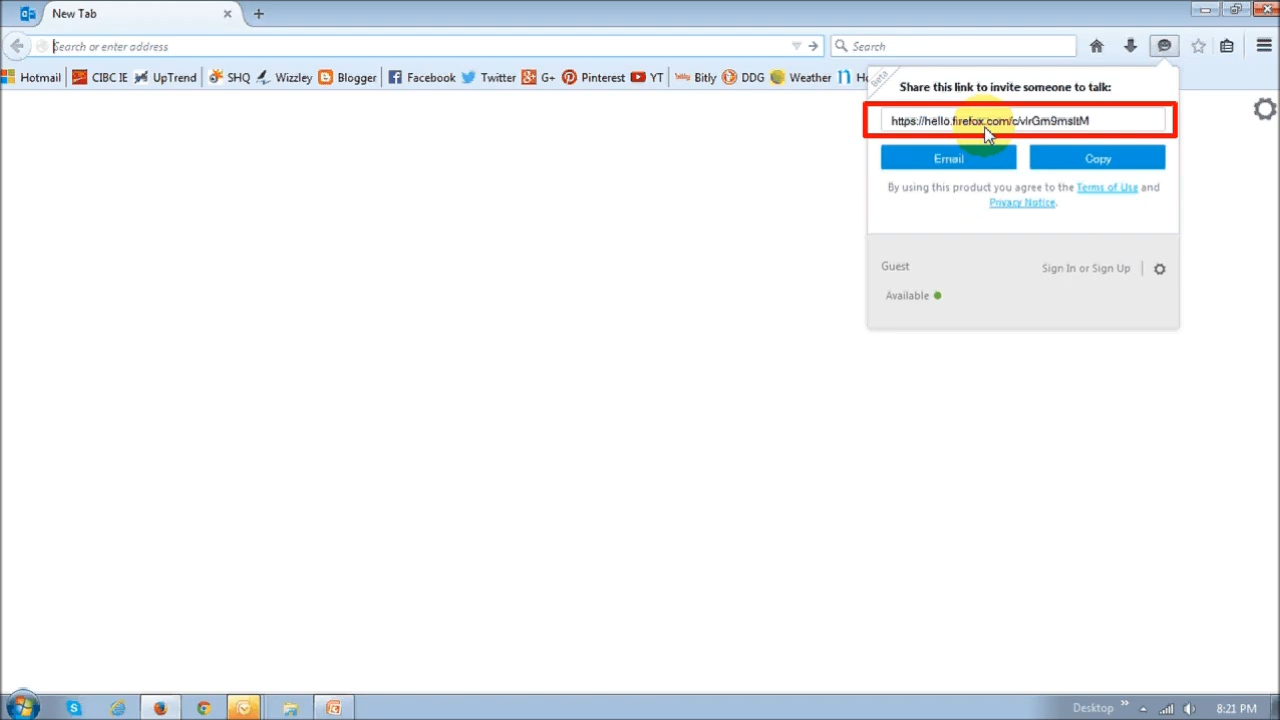 New Tab
Search or enter address
Search
Hotmail CIBC IE UpTrend SHQ Wizzley Blogger Facebook Twitter G+ Pinterest YT Bitly DDG Weather
Beta
Share this link to invite someone to talk:
https://hello.firefox.com/c/vIrGm9msItM
Email Copy
By using this product you agree to the Terms of Use and
Privacy Notice.
Guest Sign In or Sign Up
Available
Desktop 8:21 PM